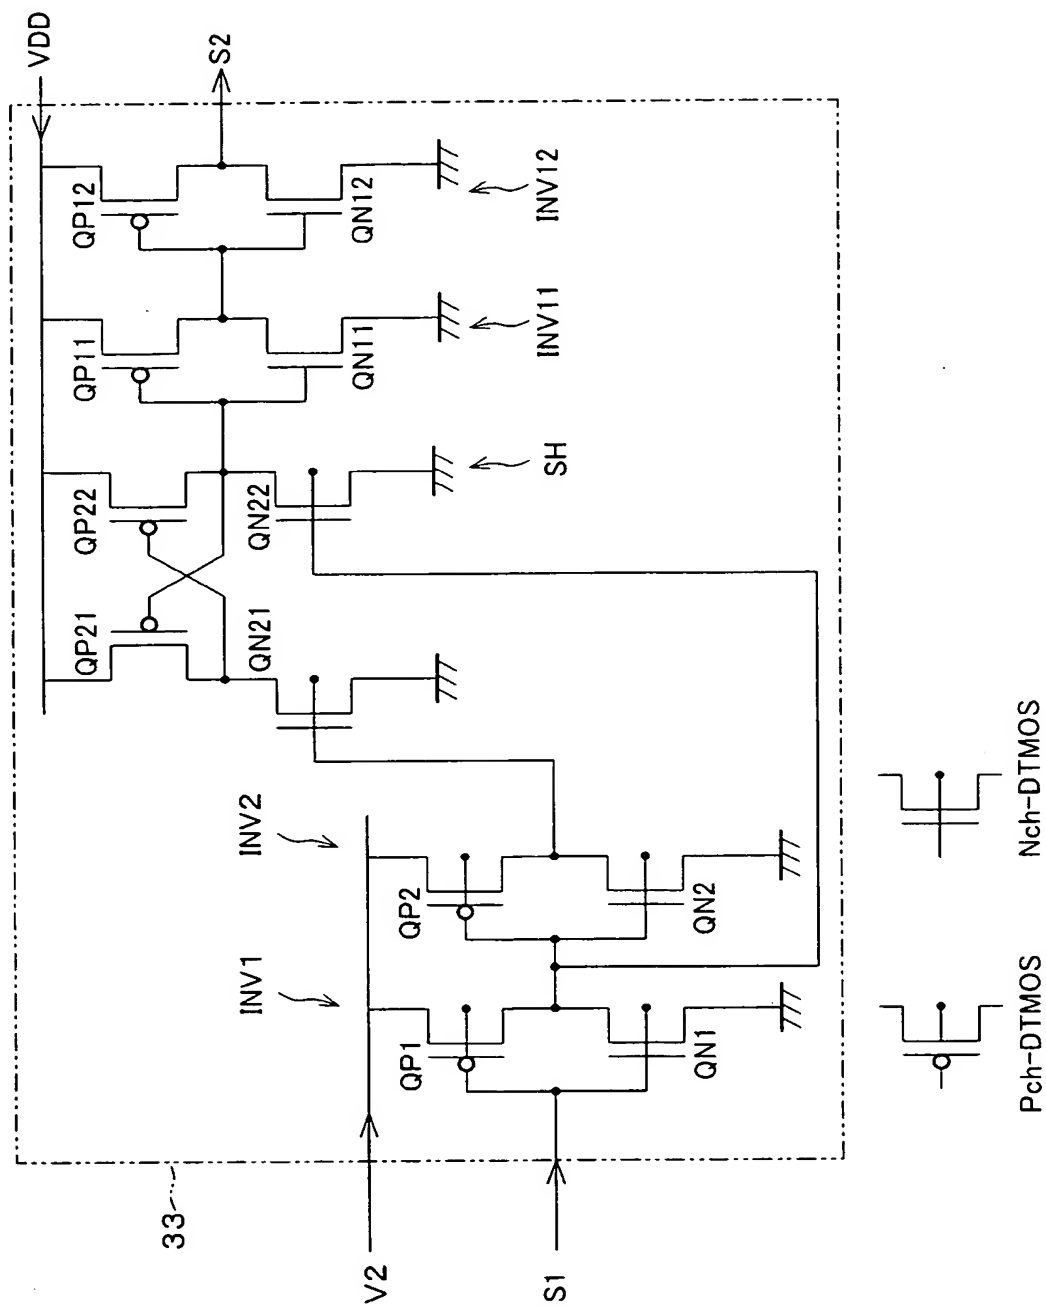 VDD
S2
QP12
QN12
INV12
QP11
QN11
INV11
QP22
QN22
SH
QP21
QN21
INV2
QP2
QN2
INV1
QP1
QN1
33
V2
S1
Nch-DTMOS
Pch-DTMOS